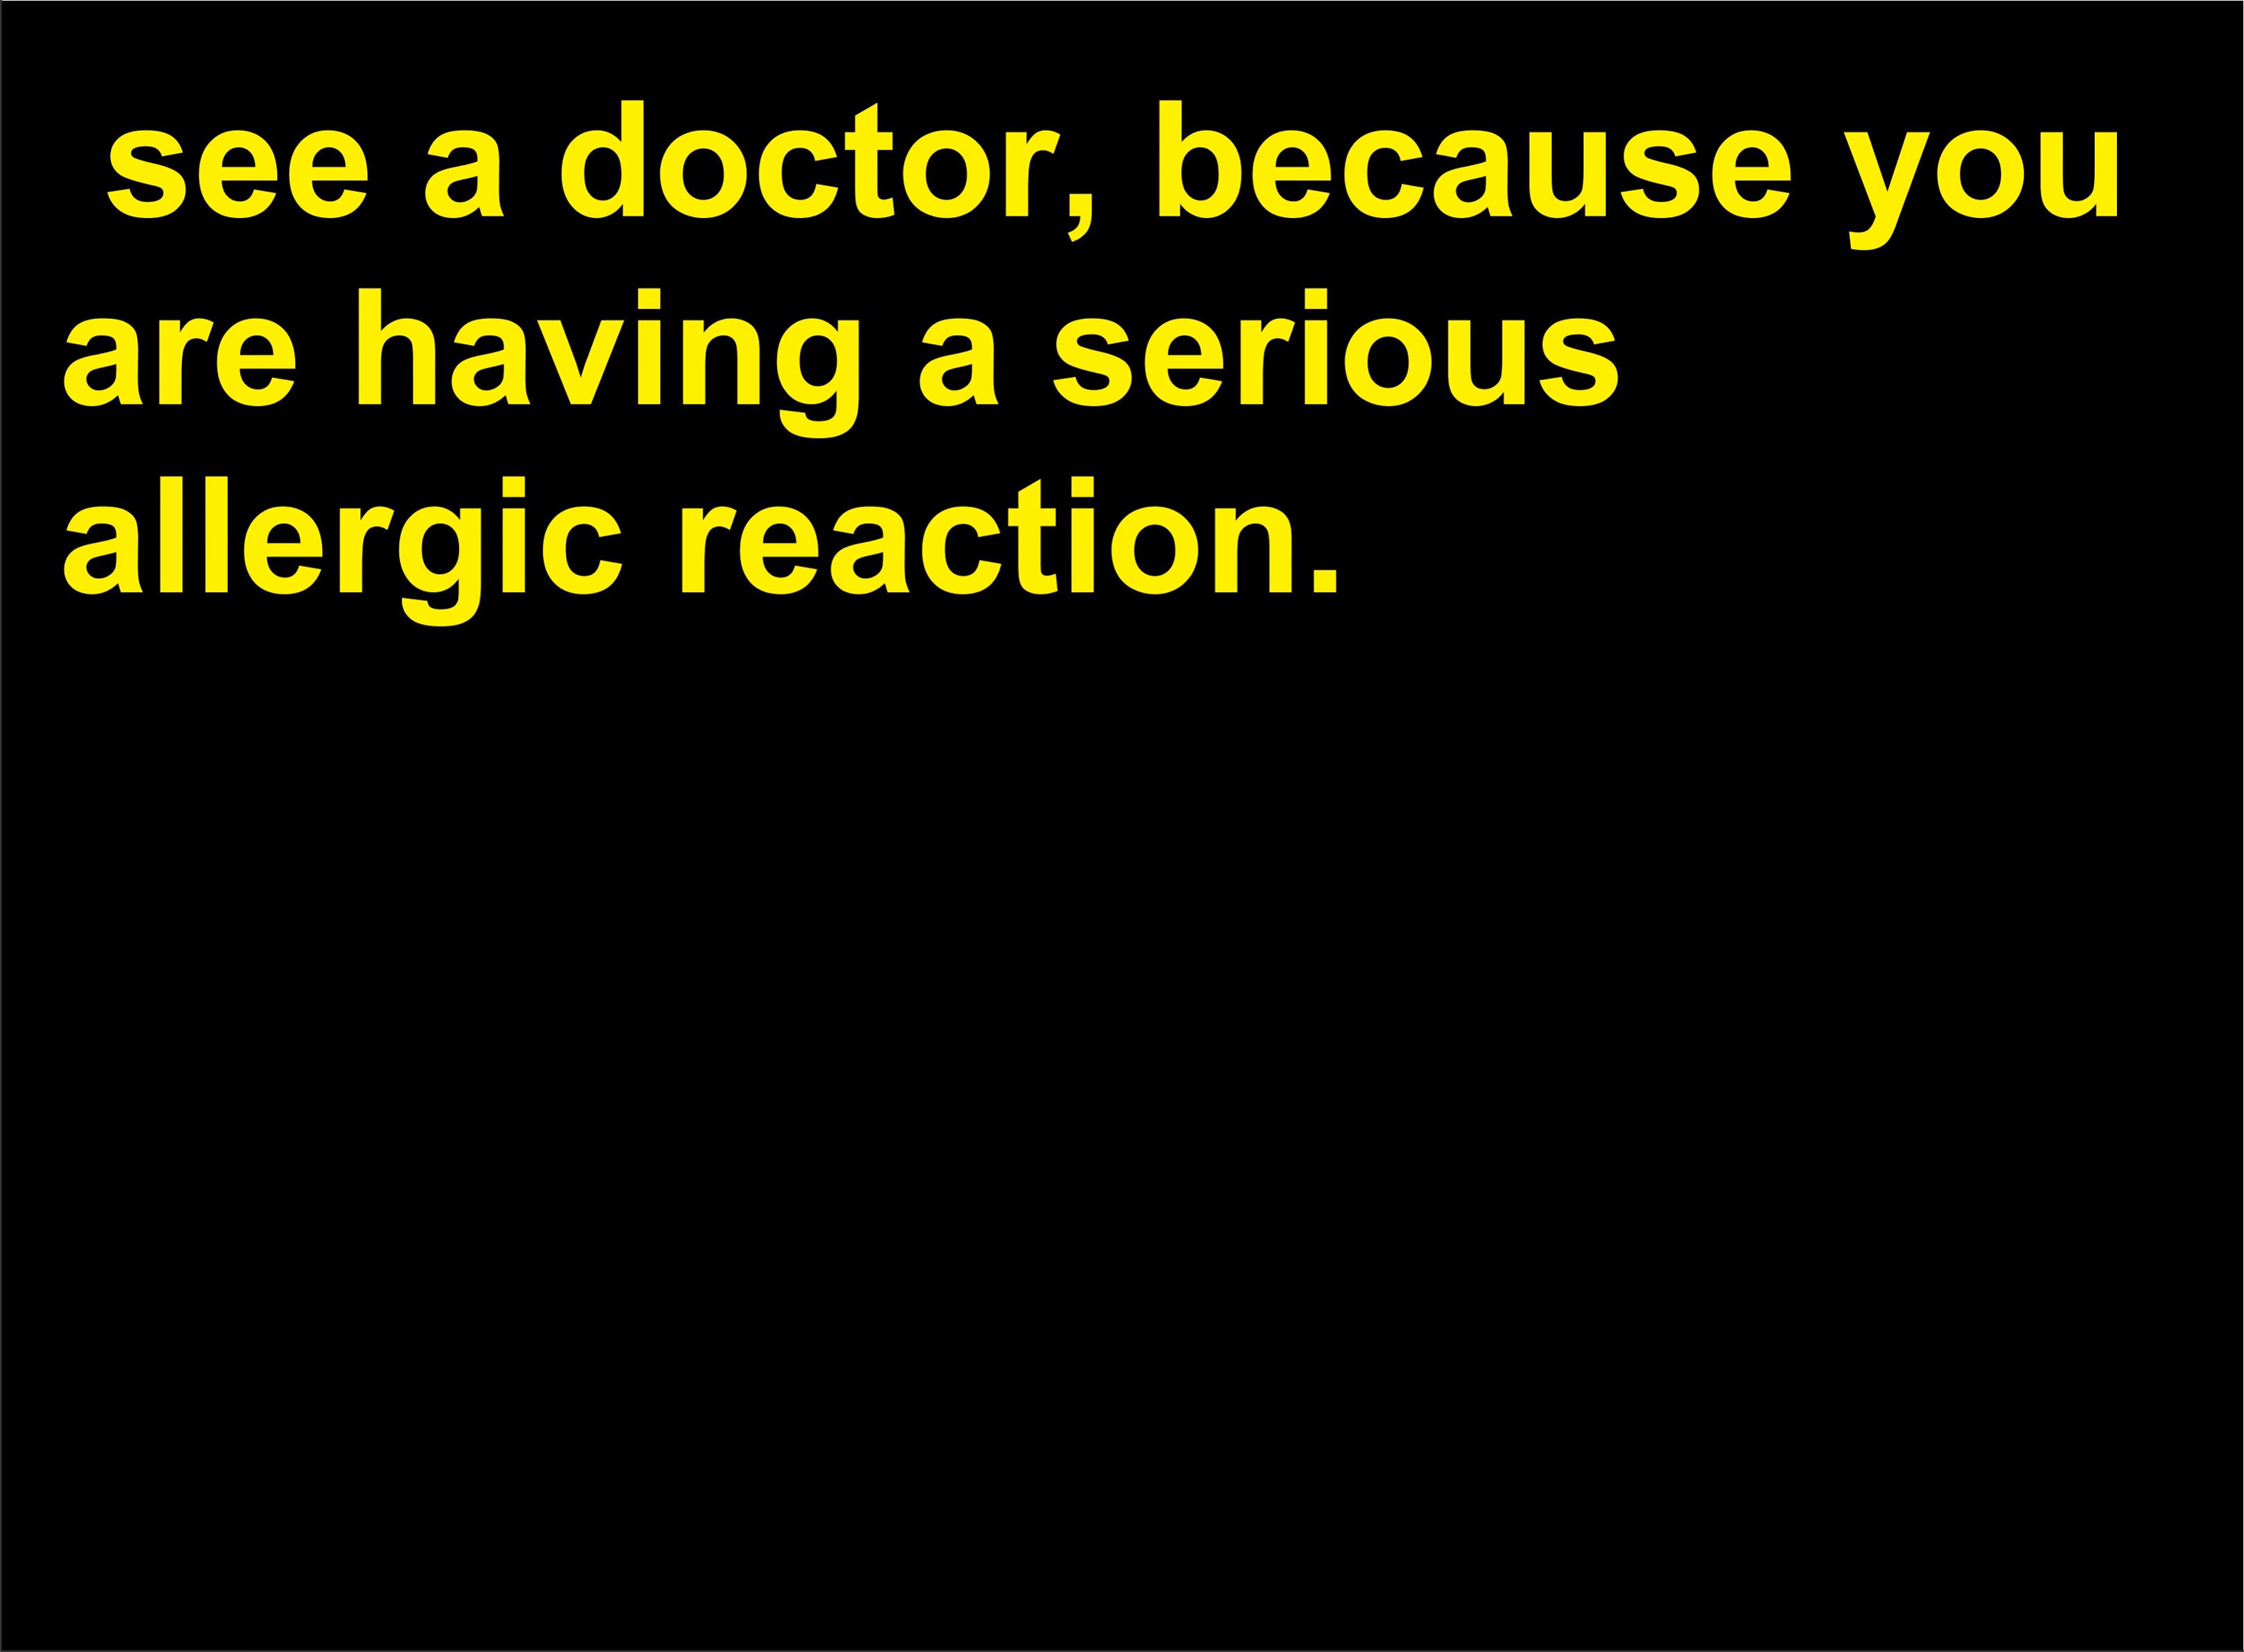 see a doctor, because you
are having a serious
allergic reaction.